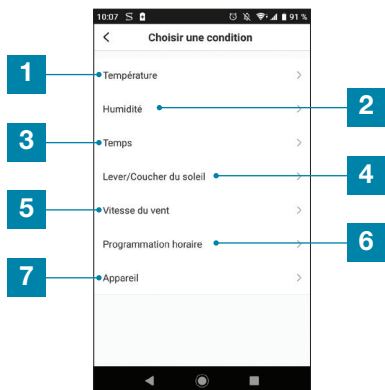 10:07 S 91 %
Choisir une condition
1 Température
Humidité 2
3 Temps
Lever/Coucher du soleil 4
5 Vitesse du vent
Programmation horaire 6
7 Appareil